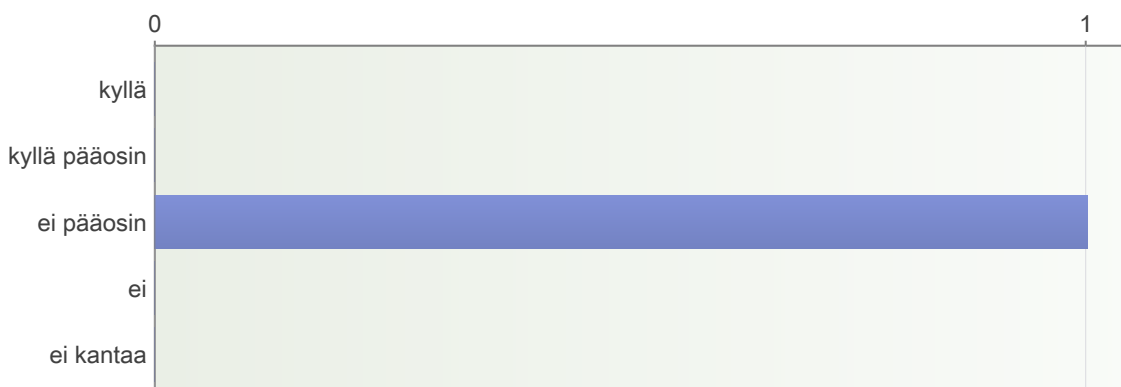 0 1
kyllä
kyllä pääosin
ei pääosin
ei
ei kantaa